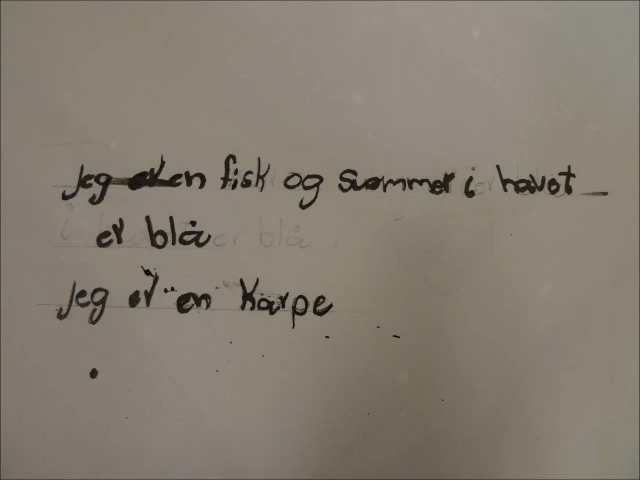 jeg er en fisk og svømmer i havet
er blå
jeg er en Karpe